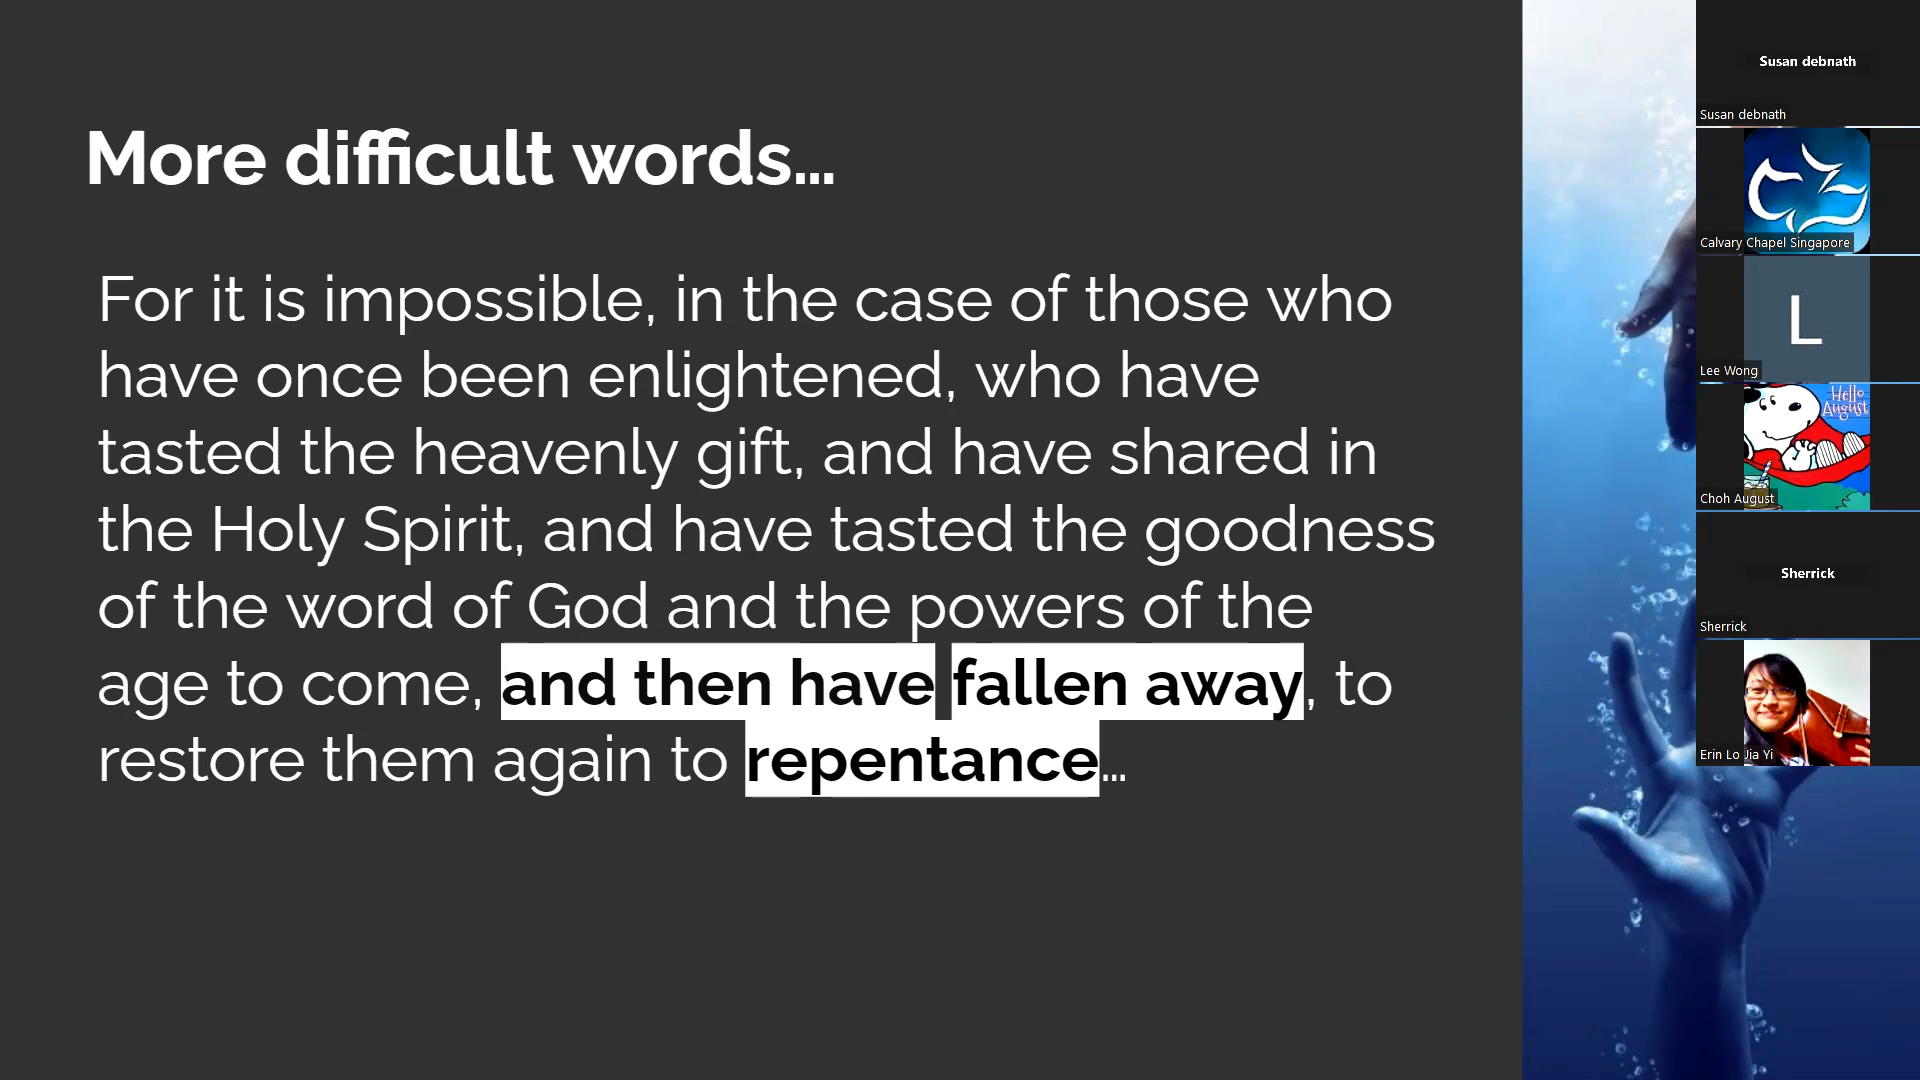 More difficult words...
For it is impossible, in the case of those who
have once been enlightened, who have
tasted the heavenly gift, and have shared in
the Holy Spirit, and have tasted the goodness
of the word of God and the powers of the
age to come, and then have fallen away, to
restore them again to repentance...
Susan debnath
Susan debnath
Calvary Chapel Singapore
L
Lee Wong
Hello
August
Choh August
Sherrick
Sherrick
Erin Lo Jia Yi